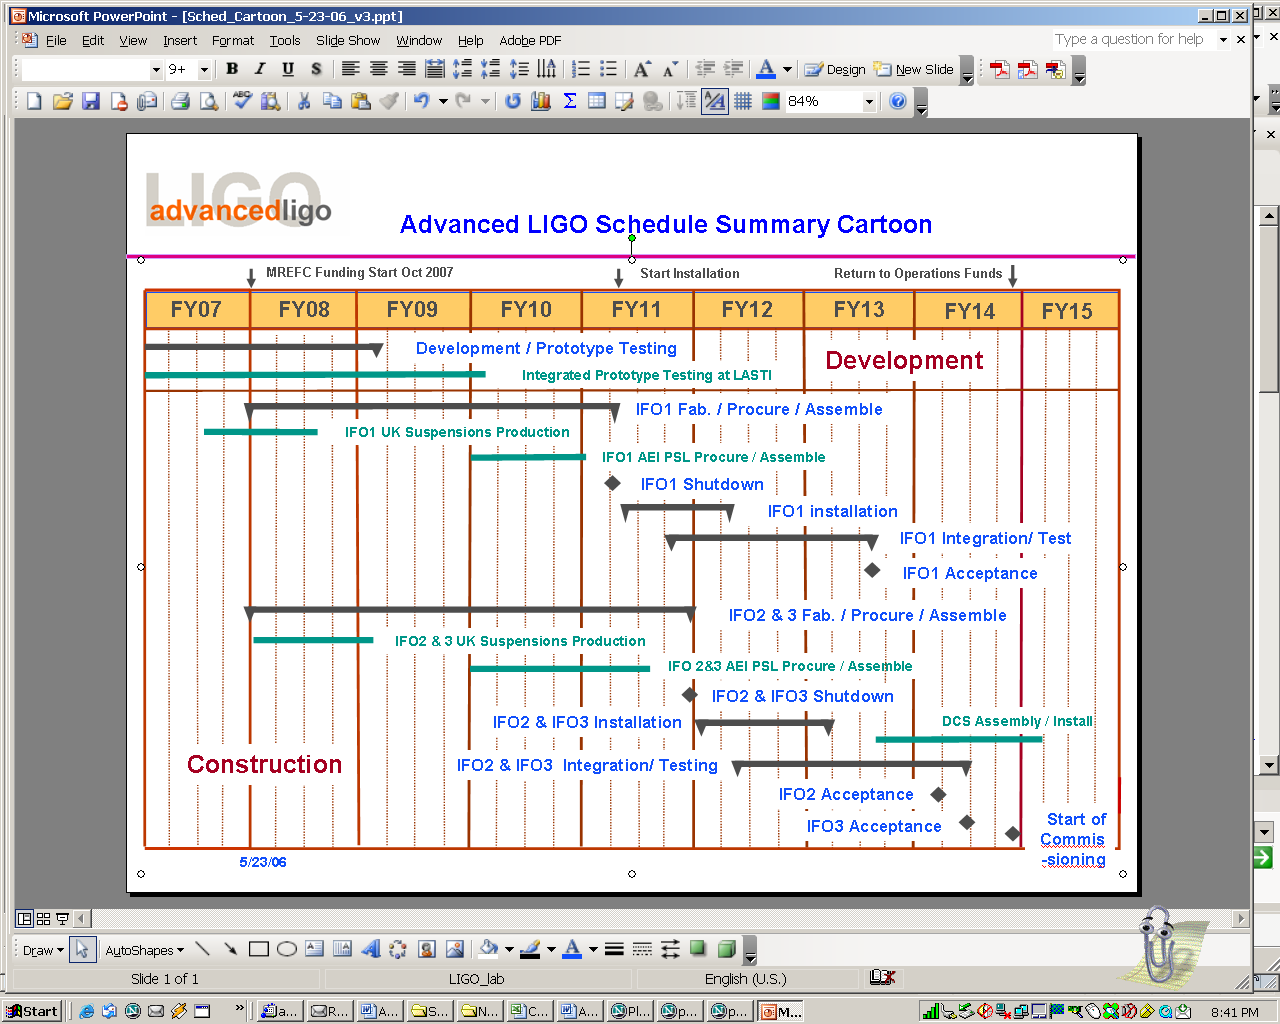 Microsoft PowerPoint - [Sched_Cartoon_5-23-06_v3.ppt]
File Edit View Insert Format Tools Slide Show Window Help Adobe PDF
Type a question for help
9+
B I U S
Design
New Slide
84%
LIGO
advancedligo
Advanced LIGO Schedule Summary Cartoon
MREFC Funding Start Oct 2007
Start Installation
Return to Operations Funds
FY07 FY08 FY09 FY10 FY11 FY12 FY13 FY14 FY15
Development / Prototype Testing
Development
Integrated Prototype Testing at LASTI
IFO1 Fab. / Procure / Assemble
IFO1 UK Suspensions Production
IFO1 AEI PSL Procure / Assemble
IFO1 Shutdown
IFO1 installation
IFO1 Integration/ Test
IFO1 Acceptance
IFO2 & 3 Fab. / Procure / Assemble
IFO2 & 3 UK Suspensions Production
IFO 2&3 AEI PSL Procure / Assemble
IFO2 & IFO3 Shutdown
IFO2 & IFO3 Installation
DCS Assembly / Install
Construction
IFO2 & IFO3 Integration/ Testing
IFO2 Acceptance
IFO3 Acceptance
Start of
Commis
-sioning
5/23/06
Draw
AutoShapes
Slide 1 of 1
LIGO_lab
English (U.S.)
Start
a...
R...
A...
S...
N...
C...
A...
Pl...
p...
p...
M...
8:41 PM